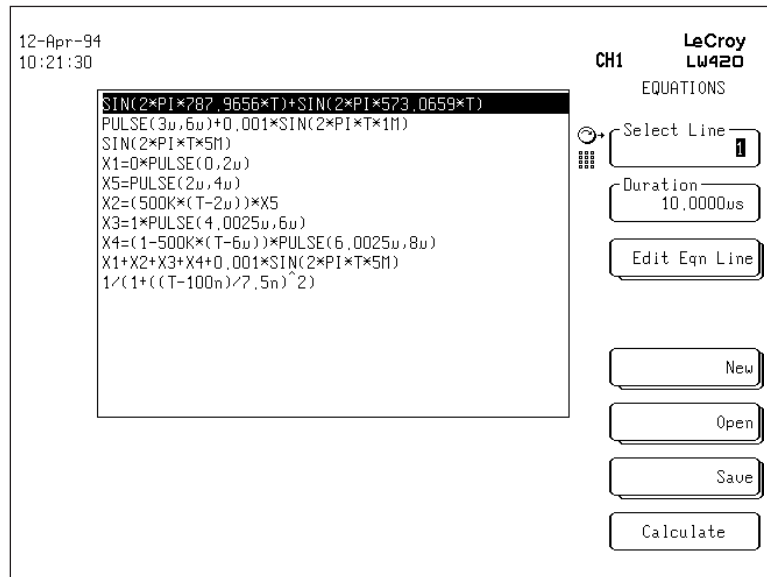 12-Apr-94
10:21:30
CH1
LeCroy
LW420
EQUATIONS
SIN(2*PI*787.9656*T)+SIN(2*PI*573.0659*T)
PULSE(3u,6u)+0.001*SIN(2*PI*T*1M)
SIN(2*PI*T*5M)
X1=0*PULSE(0,2u)
X5=PULSE(2u,4u)
X2=(500K*(T-2u))*X5
X3=1*PULSE(4.0025u,6u)
X4=(1-500K*(T-6u))*PULSE(6.0025u,8u)
X1+X2+X3+X4+0.001*SIN(2*PI*T*5M)
1/(1+((T-100n)/7.5n)^2)
Select Line
1
Duration
10.0000us
Edit Eqn Line
New
Open
Save
Calculate